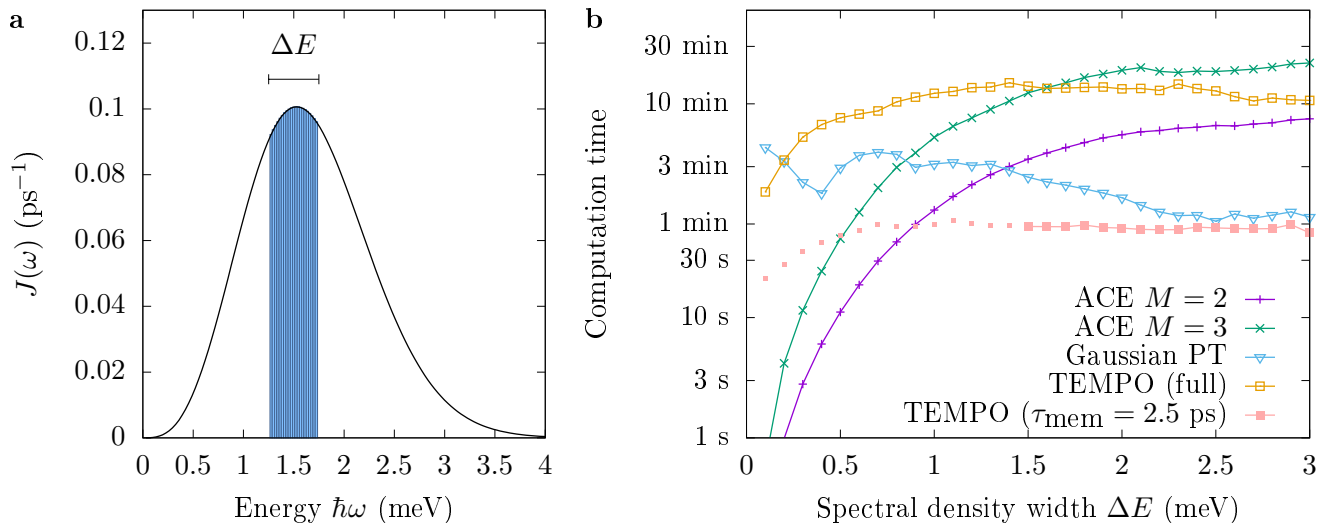 a
0.12
0.1
0.08
0.06
0.04
0.02
0
J(ω) (ps⁻¹)
ΔE
0 0.5 1 1.5 2 2.5 3 3.5 4
Energy ħω (meV)
b
30 min
10 min
3 min
1 min
30 s
10 s
3 s
1 s
Computation time
ACE M = 2
ACE M = 3
Gaussian PT
TEMPO (full)
TEMPO (τmem = 2.5 ps)
0 0.5 1 1.5 2 2.5 3
Spectral density width ΔE (meV)